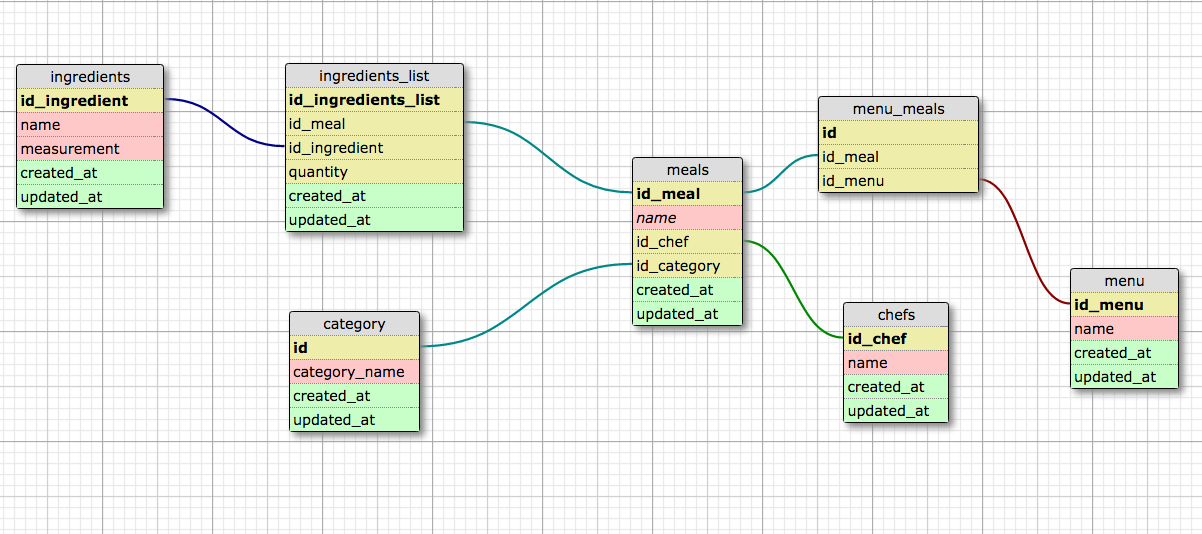 ingredients
id_ingredient
name
measurement
created_at
updated_at
ingredients_list
id_ingredients_list
id_meal
id_ingredient
quantity
created_at
updated_at
category
id
category_name
created_at
updated_at
meals
id_meal
name
id_chef
id_category
created_at
updated_at
menu_meals
id
id_meal
id_menu
chefs
id_chef
name
created_at
updated_at
menu
id_menu
name
created_at
updated_at